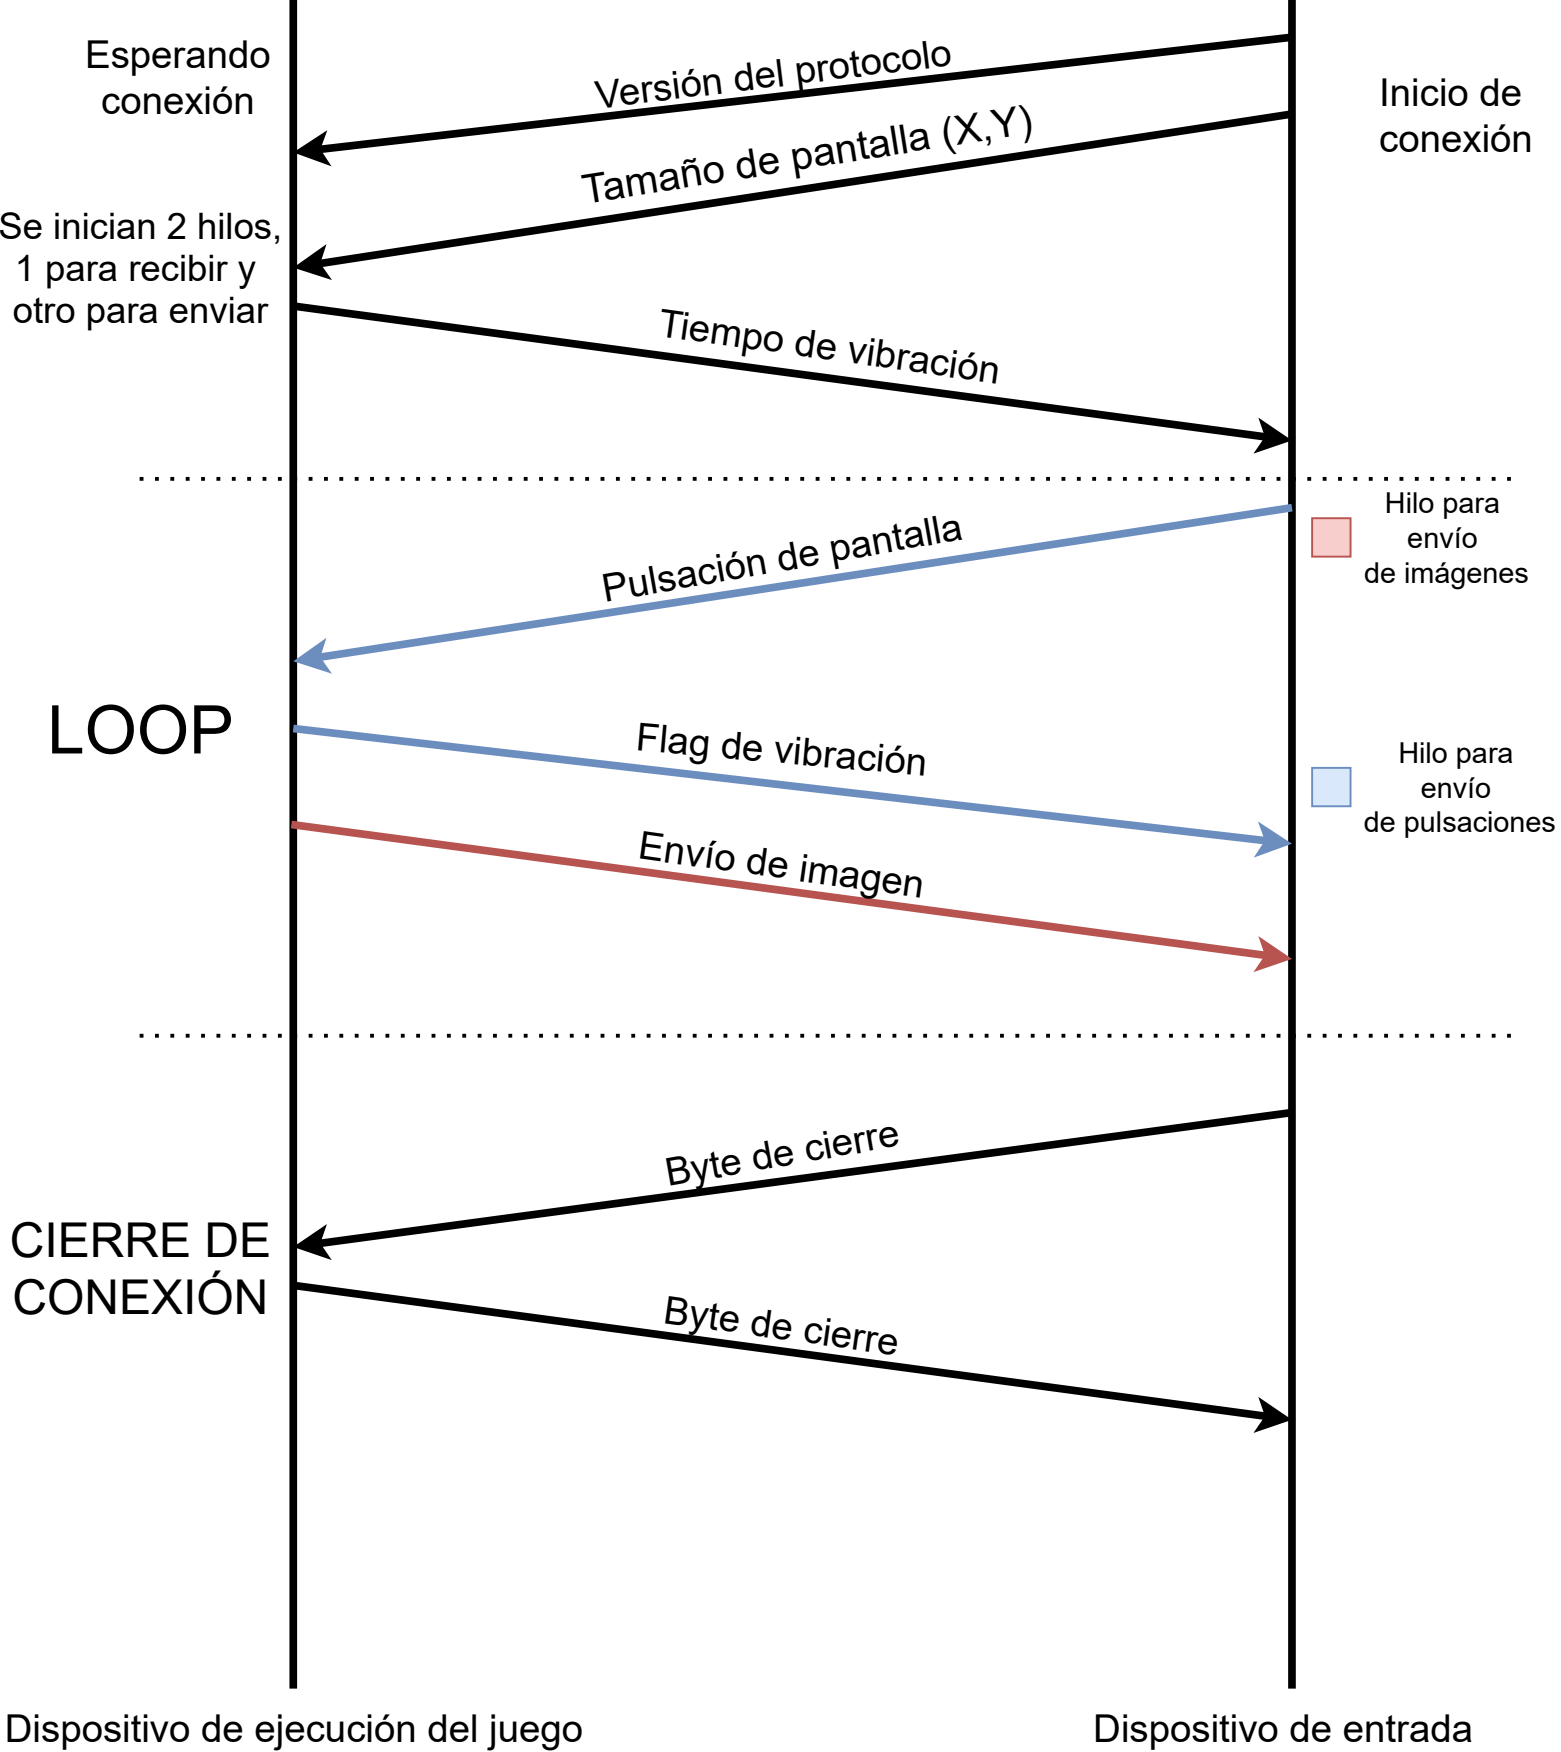 Esperando
conexión
Versión del protocolo
Inicio de
conexión
Tamaño de pantalla (X,Y)
Se inician 2 hilos,
1 para recibir y
otro para enviar
Tiempo de vibración
Pulsación de pantalla
Hilo para
envío
de imágenes
LOOP
Flag de vibración
Hilo para
envío
de pulsaciones
Envío de imagen
Byte de cierre
CIERRE DE
CONEXIÓN
Byte de cierre
Dispositivo de ejecución del juego
Dispositivo de entrada